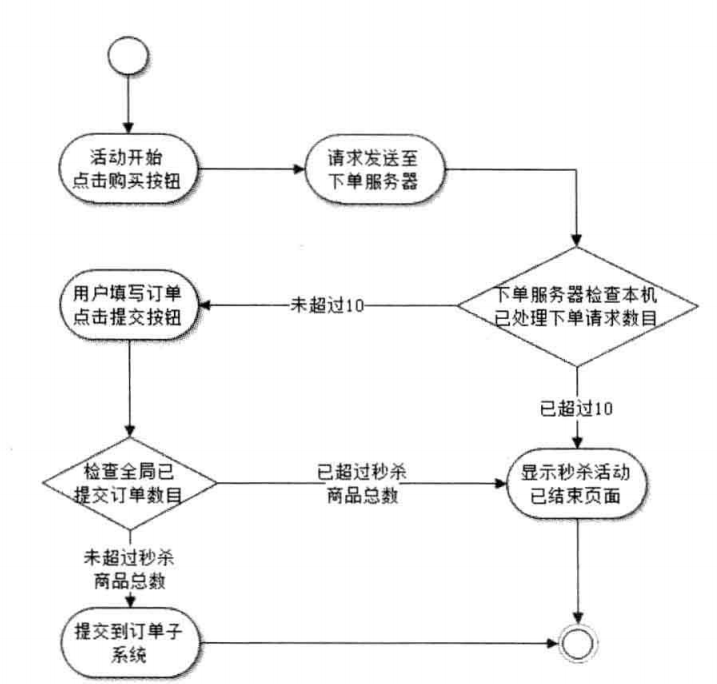 活动开始
点击购买按钮
请求发送至
下单服务器
下单服务器检查本机
已处理下单请求数目
未超过10
用户填写订单
点击提交按钮
已超过10
检查全局已
提交订单数目
已超过秒杀
商品总数
显示秒杀活动
已结束页面
未超过秒杀
商品总数
提交到订单子
系统